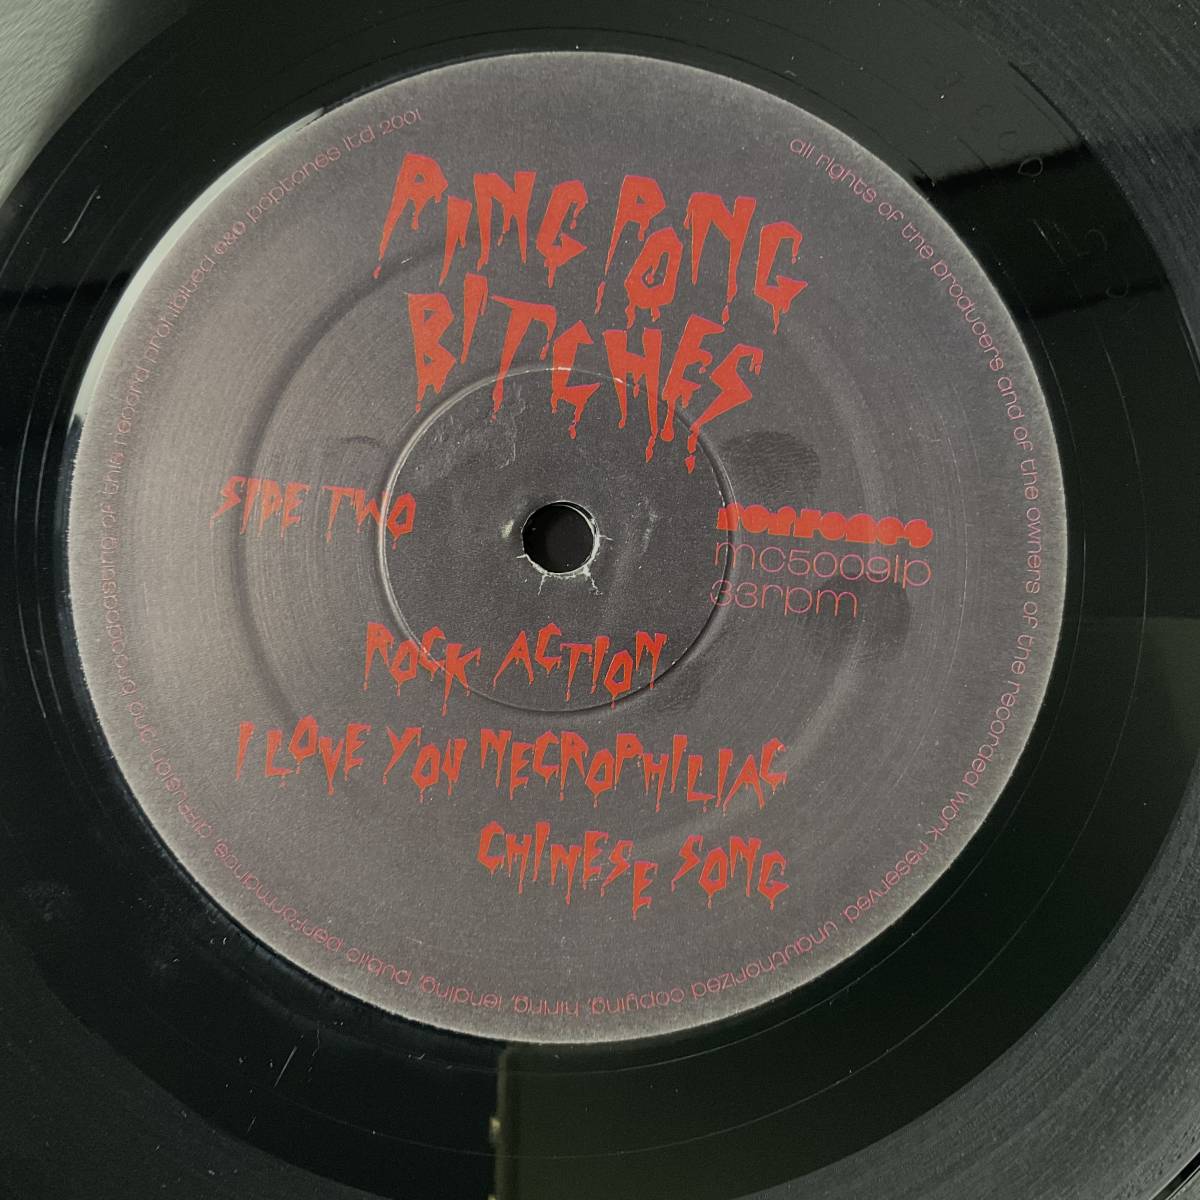 PING PONG
BITCHES
SIDE TWO
poptones
mc5009lp
33rpm
ROCK ACTION
I LOVE YOU NECROPHILIAC
CHINESE SONG
all rights of the producers and of the owners of the recorded work reserved. unauthorized copying, hiring, lending, public performance, diffusion and broadcasting of this record prohibited ℗&© poptones ltd 2001